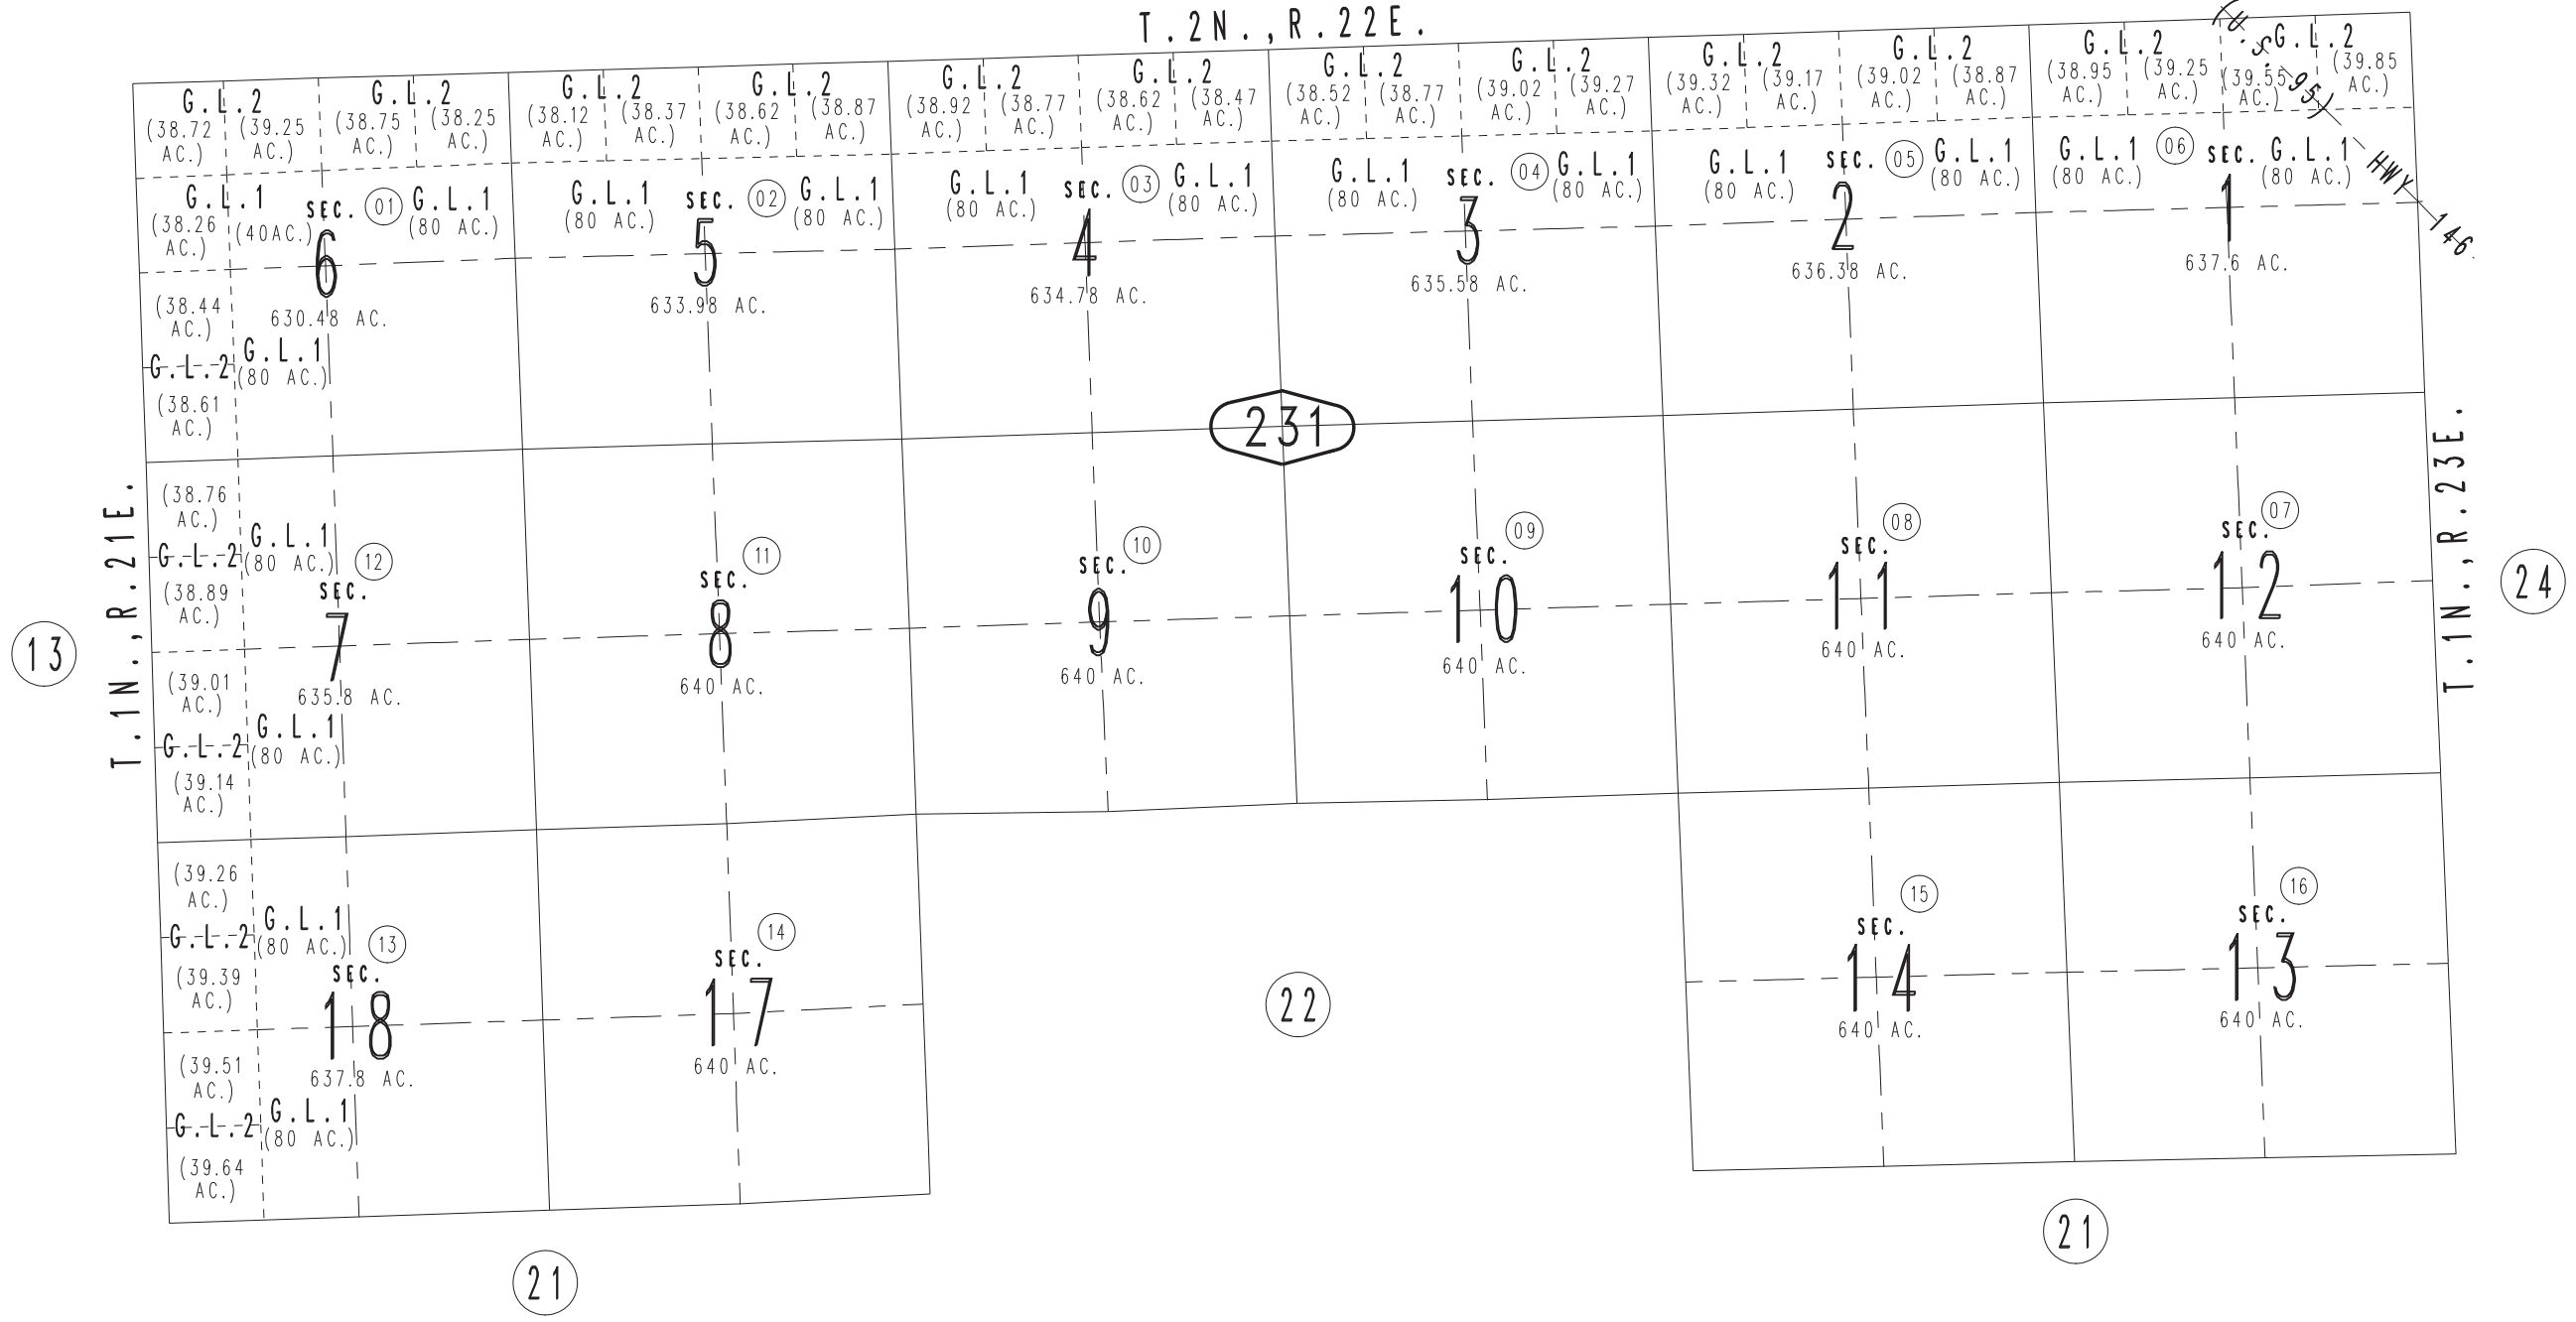 T.2N.,R.22E.
(U.S. 95)
HWY 146
G.L.2 G.L.2 G.L.2 G.L.2 G.L.2 G.L.2 G.L.2 G.L.2 G.L.2 G.L.2 G.L.2 G.L.2
(38.72 AC.) (39.25 AC.) (38.75 AC.) (38.25 AC.) (38.12 AC.) (38.37 AC.) (38.62 AC.) (38.87 AC.) (38.92 AC.) (38.77 AC.) (38.62 AC.) (38.47 AC.) (38.52 AC.) (38.77 AC.) (39.02 AC.) (39.27 AC.) (39.32 AC.) (39.17 AC.) (39.02 AC.) (38.87 AC.) (38.95 AC.) (39.25 AC.) (39.55 AC.) (39.85 AC.)
G.L.1
(38.26 AC.) (40AC.)
SEC. 6
01
G.L.1
(80 AC.)
630.48 AC.
(38.44 AC.)
G.L.2
(38.61 AC.)
G.L.1
(80 AC.)
G.L.1
(80 AC.)
SEC. 5
02
G.L.1
(80 AC.)
633.98 AC.
G.L.1
(80 AC.)
SEC. 4
03
G.L.1
(80 AC.)
634.78 AC.
G.L.1
(80 AC.)
SEC. 3
04
G.L.1
(80 AC.)
635.58 AC.
G.L.1
(80 AC.)
SEC. 2
05
G.L.1
(80 AC.)
636.38 AC.
G.L.1
(80 AC.)
06
SEC. 1
G.L.1
(80 AC.)
637.6 AC.
231
T.1N.,R.21E.
13
T.1N.,R.23E.
24
(38.76 AC.)
G.L.2
(38.89 AC.)
G.L.1
(80 AC.)
12
SEC. 7
635.8 AC.
(39.01 AC.)
G.L.2
(39.14 AC.)
G.L.1
(80 AC.)
11
SEC. 8
640 AC.
10
SEC. 9
640 AC.
09
SEC. 10
640 AC.
08
SEC. 11
640 AC.
07
SEC. 12
640 AC.
(39.26 AC.)
G.L.2
(39.39 AC.)
G.L.1
(80 AC.)
13
SEC. 18
637.8 AC.
(39.51 AC.)
G.L.2
(39.64 AC.)
G.L.1
(80 AC.)
14
SEC. 17
640 AC.
22
15
SEC. 14
640 AC.
16
SEC. 13
640 AC.
21
21